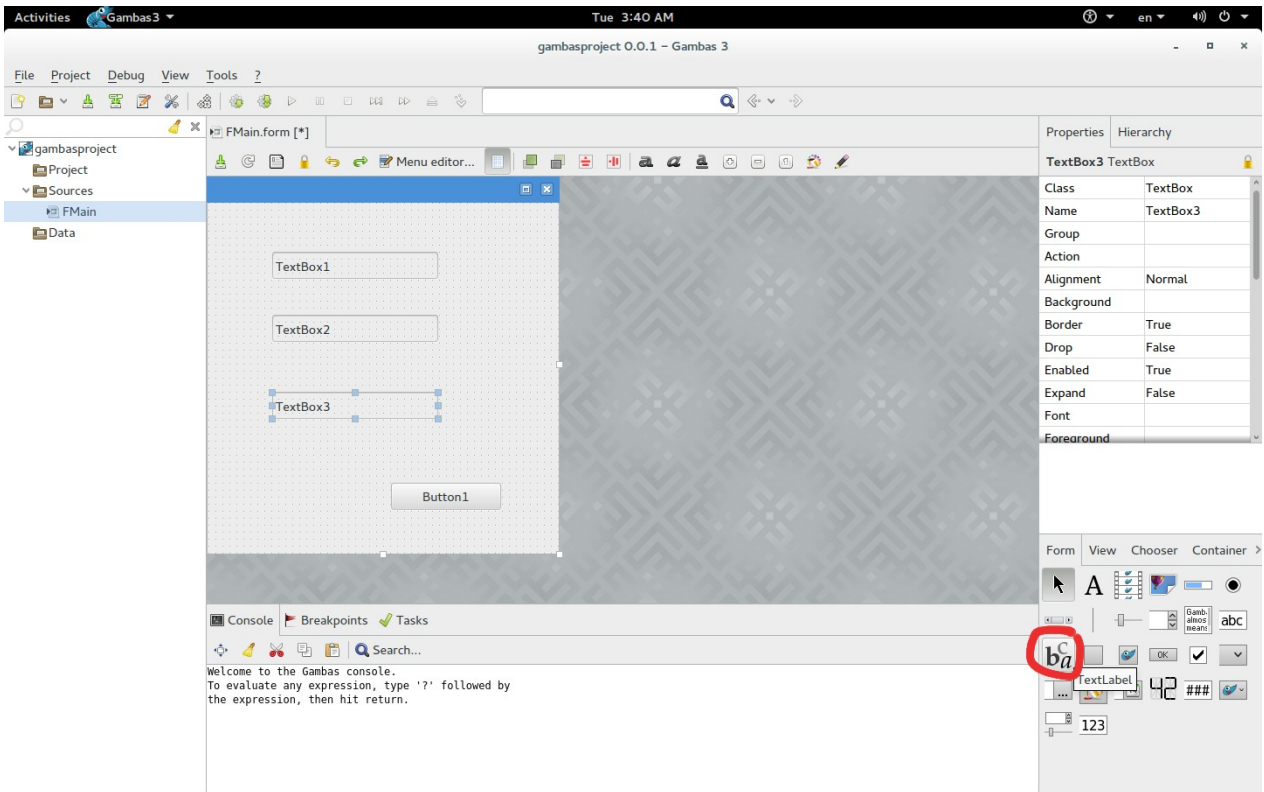 Activities Gambas3 Tue 3:40 AM en
gambasproject 0.0.1 – Gambas 3
File Project Debug View Tools ?
FMain.form [*]
Menu editor...
gambasproject
Project
Sources
FMain
Data
TextBox1
TextBox2
TextBox3
Button1
Properties Hierarchy
TextBox3 TextBox
Class TextBox
Name TextBox3
Group
Action
Alignment Normal
Background
Border True
Drop False
Enabled True
Expand False
Font
Foreground
Form View Chooser Container
A
Gamb.
almos
means
abc
bca
OK
TextLabel
...
42
###
123
Console Breakpoints Tasks
Search...
Welcome to the Gambas console.
To evaluate any expression, type '?' followed by
the expression, then hit return.